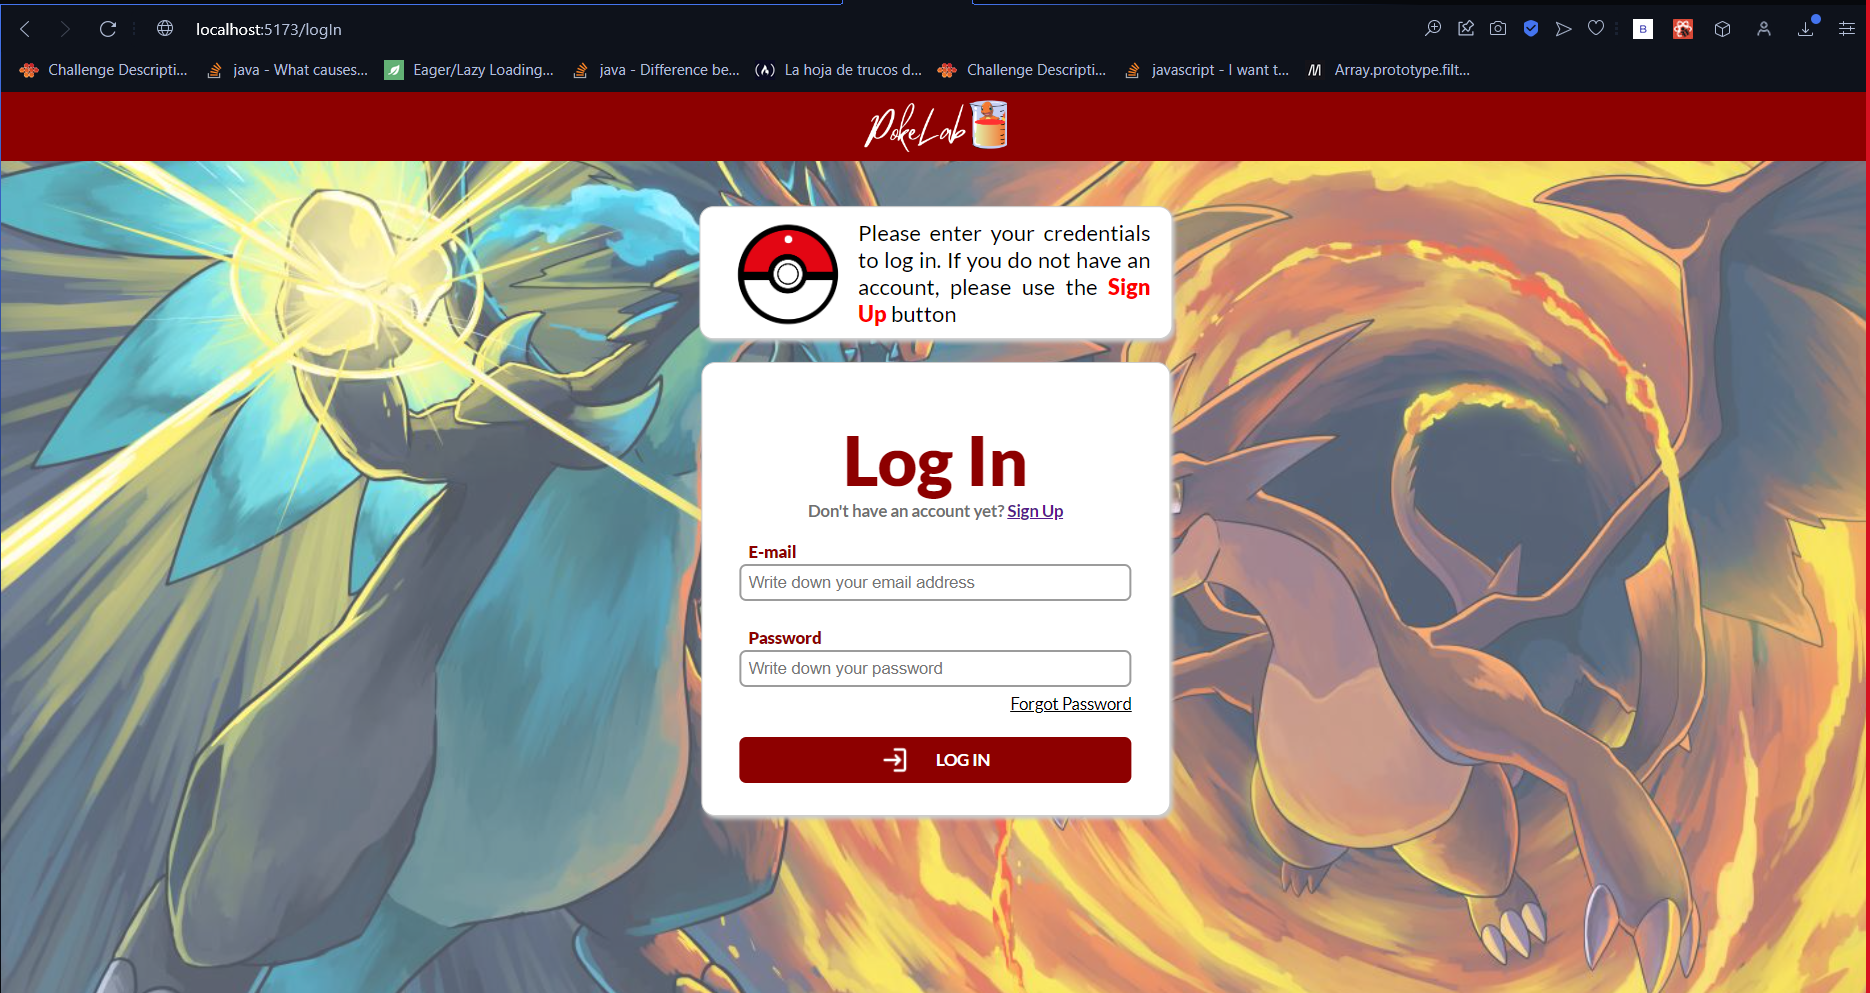 localhost:5173/logIn
B
Challenge Descripti... java - What causes... Eager/Lazy Loading... java - Difference be... La hoja de trucos d... Challenge Descripti... javascript - I want t... Array.prototype.filt...
PokeLab
Please enter your credentials
to log in. If you do not have an
account, please use the Sign
Up button
Log In
Don't have an account yet? Sign Up
E-mail
Write down your email address
Password
Write down your password
Forgot Password
LOG IN